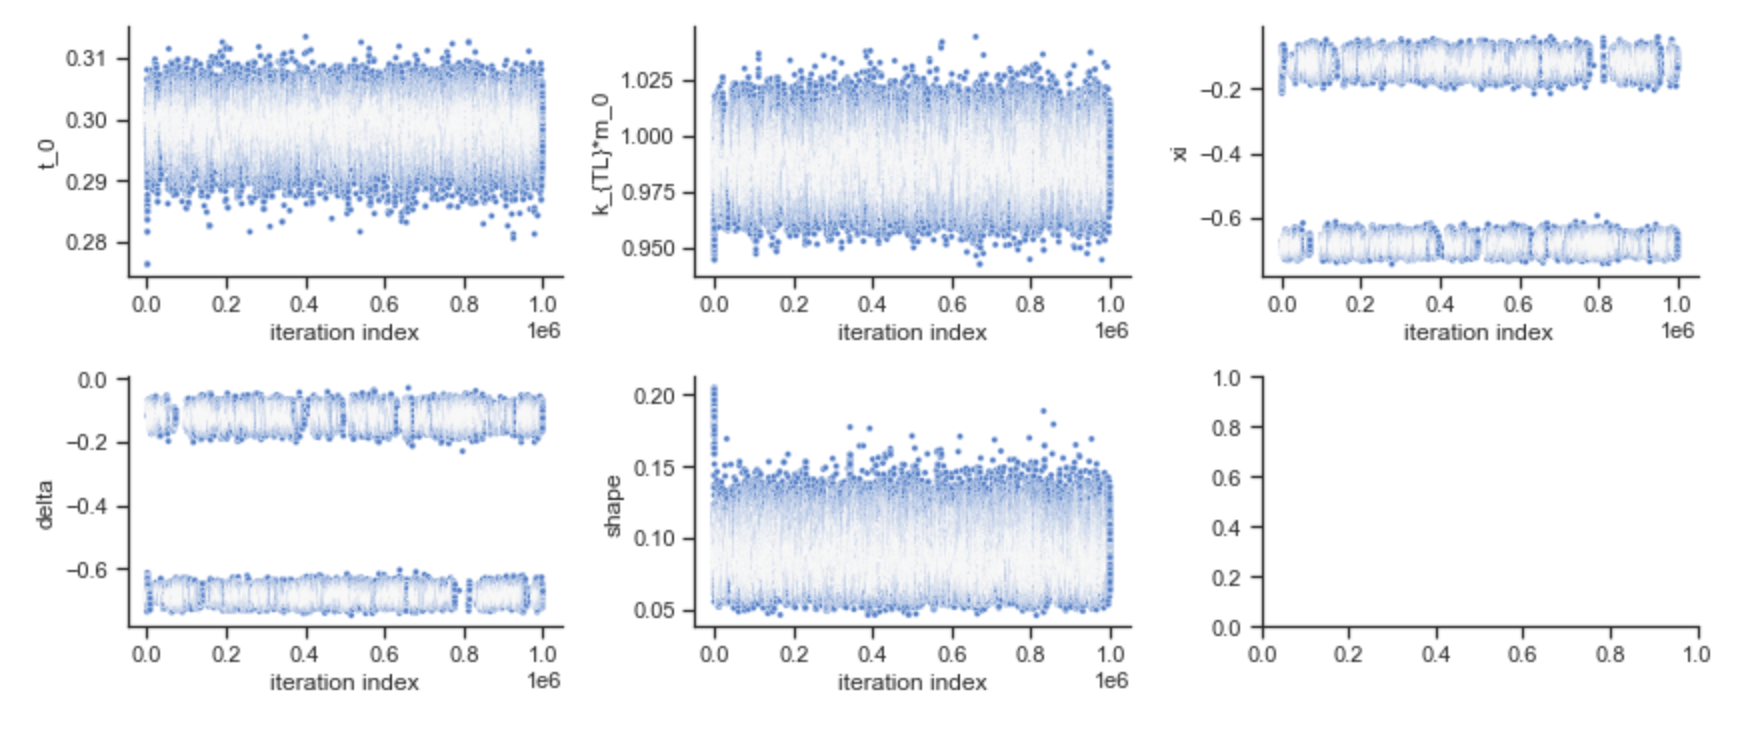 t_0
0.31
0.30
0.29
0.28
0.0 0.2 0.4 0.6 0.8 1.0
iteration index
1e6
k_{TL}*m_0
1.025
1.000
0.975
0.950
0.0 0.2 0.4 0.6 0.8 1.0
iteration index
1e6
xi
−0.2
−0.4
−0.6
0.0 0.2 0.4 0.6 0.8 1.0
iteration index
1e6
delta
0.0
−0.2
−0.4
−0.6
0.0 0.2 0.4 0.6 0.8 1.0
iteration index
1e6
shape
0.20
0.15
0.10
0.05
0.0 0.2 0.4 0.6 0.8 1.0
iteration index
1e6
1.0
0.8
0.6
0.4
0.2
0.0
0.0 0.2 0.4 0.6 0.8 1.0